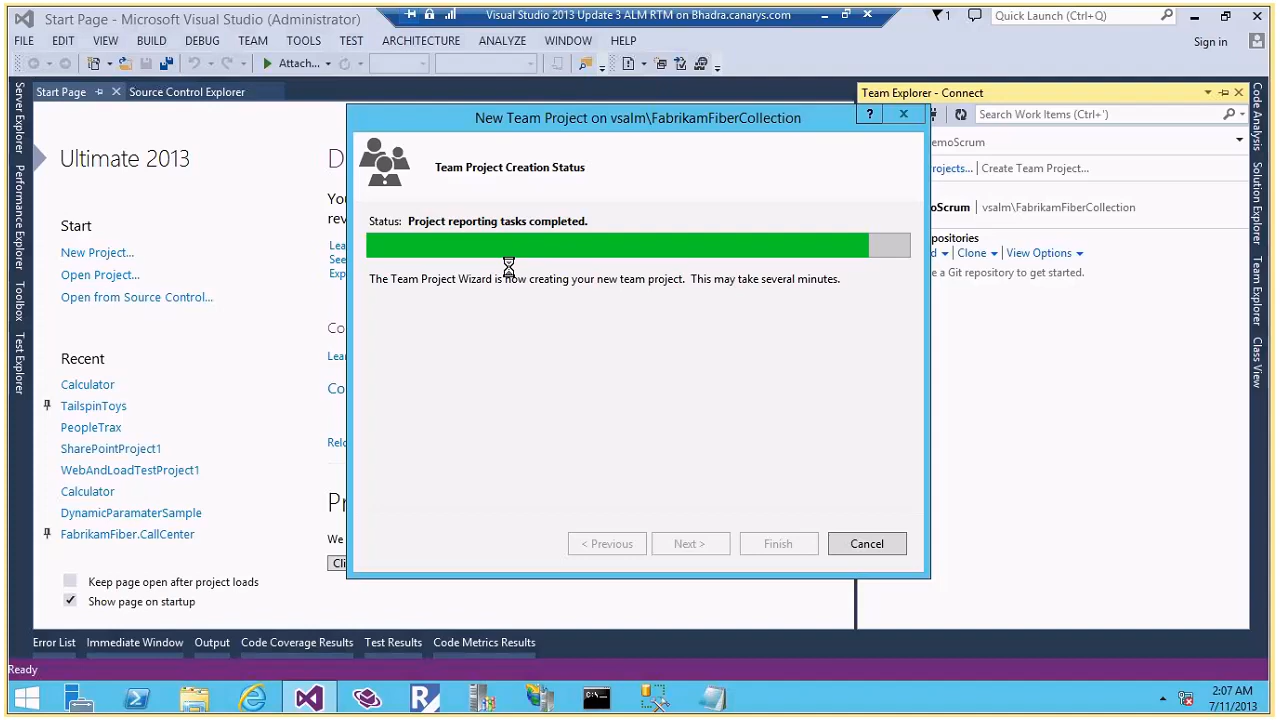 Start Page - Microsoft Visual Studio (Administrator)
Visual Studio 2013 Update 3 ALM RTM on Bhadra.canarys.com
1
Quick Launch (Ctrl+Q)
FILE EDIT VIEW BUILD DEBUG TEAM TOOLS TEST ARCHITECTURE ANALYZE WINDOW HELP
Sign in
Attach...
Server Explorer
Performance Explorer
Toolbox
Test Explorer
Start Page
Source Control Explorer
Ultimate 2013
D
Start
New Project...
Open Project...
Open from Source Control...
Recent
Calculator
TailspinToys
PeopleTrax
SharePointProject1
WebAndLoadTestProject1
Calculator
DynamicParamaterSample
FabrikamFiber.CallCenter
Keep page open after project loads
Show page on startup
New Team Project on vsalm\FabrikamFiberCollection
?
Team Project Creation Status
Status: Project reporting tasks completed.
The Team Project Wizard is now creating your new team project. This may take several minutes.
< Previous
Next >
Finish
Cancel
Team Explorer - Connect
Search Work Items (Ctrl+')
emoScrum
rojects...
Create Team Project...
oScrum
vsalm\FabrikamFiberCollection
positories
d
Clone
View Options
e a Git repository to get started.
Code Analysis
Solution Explorer
Team Explorer
Class View
Error List
Immediate Window
Output
Code Coverage Results
Test Results
Code Metrics Results
Ready
2:07 AM
7/11/2013